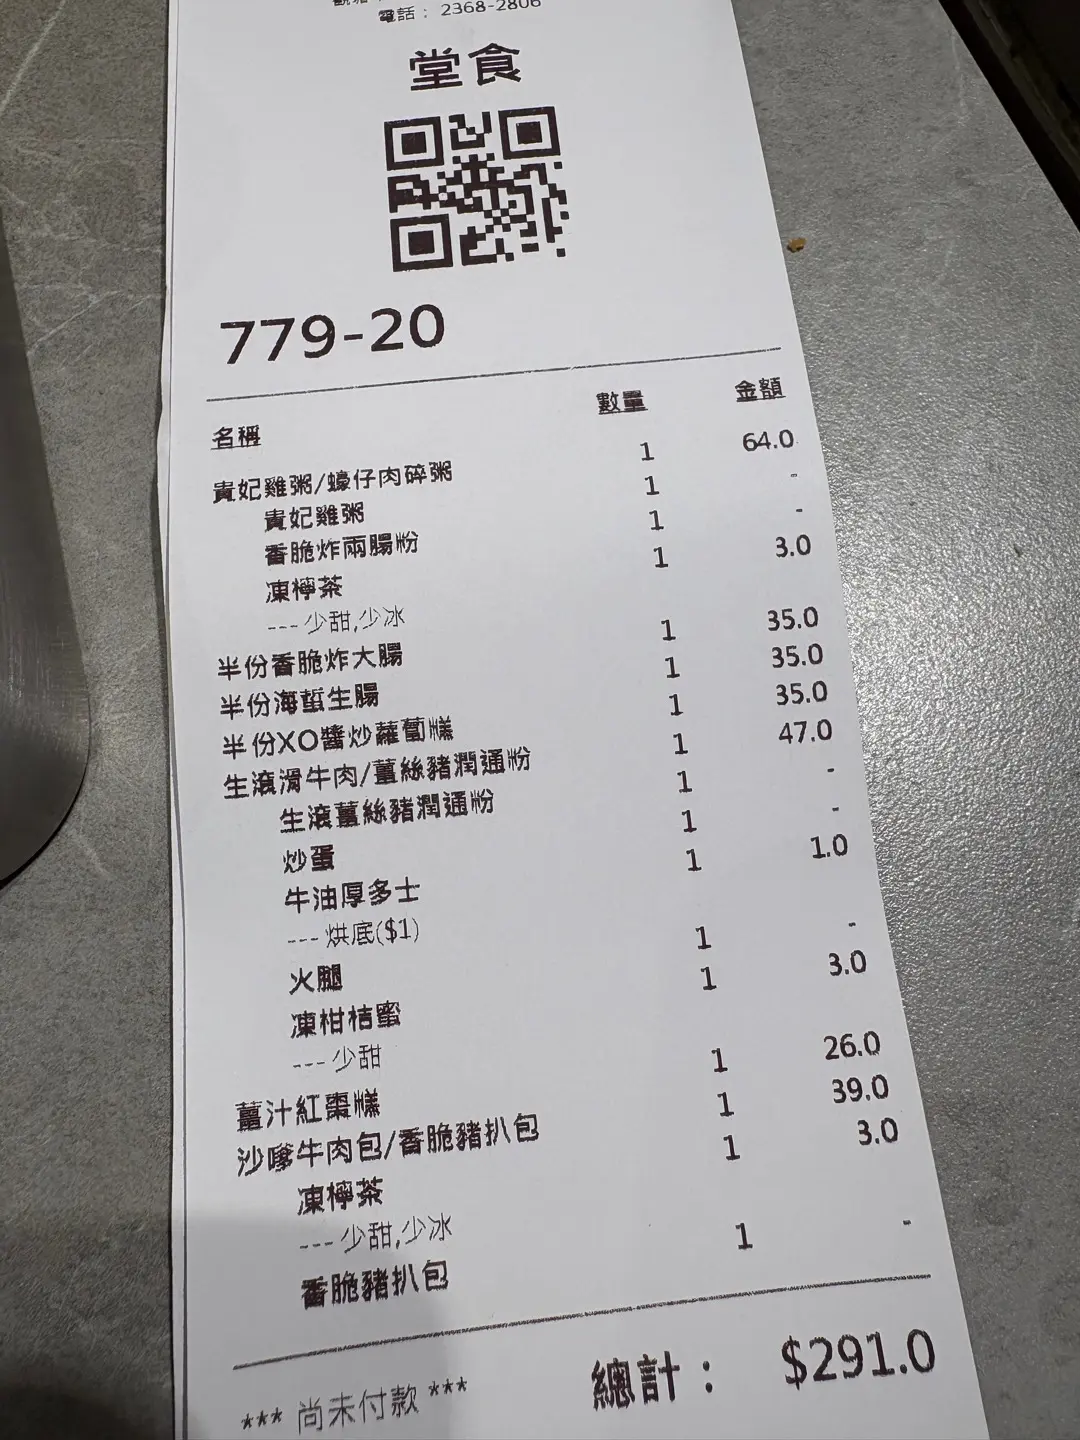 電話： 2368-2806
堂食
779-20
名稱 數量 金額
貴妃雞粥/蠔仔肉碎粥 1 64.0
貴妃雞粥 1 -
香脆炸兩腸粉 1 -
凍檸茶 1 3.0
--- 少甜,少冰
半份香脆炸大腸 1 35.0
半份海蜇生腸 1 35.0
半份XO醬炒蘿蔔糕 1 35.0
生滾滑牛肉/薑絲豬潤通粉 1 47.0
生滾薑絲豬潤通粉 1 -
炒蛋 1 -
牛油厚多士 1 1.0
--- 烘底($1)
火腿 1 -
凍柑桔蜜 1 3.0
--- 少甜
薑汁紅棗糕 1 26.0
沙嗲牛肉包/香脆豬扒包 1 39.0
凍檸茶 1 3.0
--- 少甜,少冰
香脆豬扒包 1 -
總計： $291.0
*** 尚未付款 ***